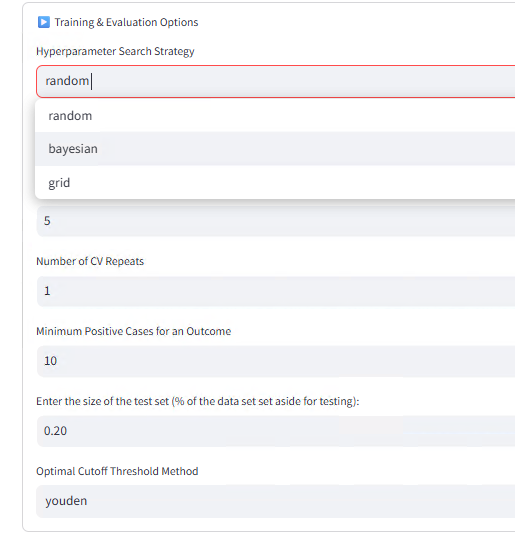 Training & Evaluation Options
Hyperparameter Search Strategy
random
random
bayesian
grid
5
Number of CV Repeats
1
Minimum Positive Cases for an Outcome
10
Enter the size of the test set (% of the data set set aside for testing):
0.20
Optimal Cutoff Threshold Method
youden